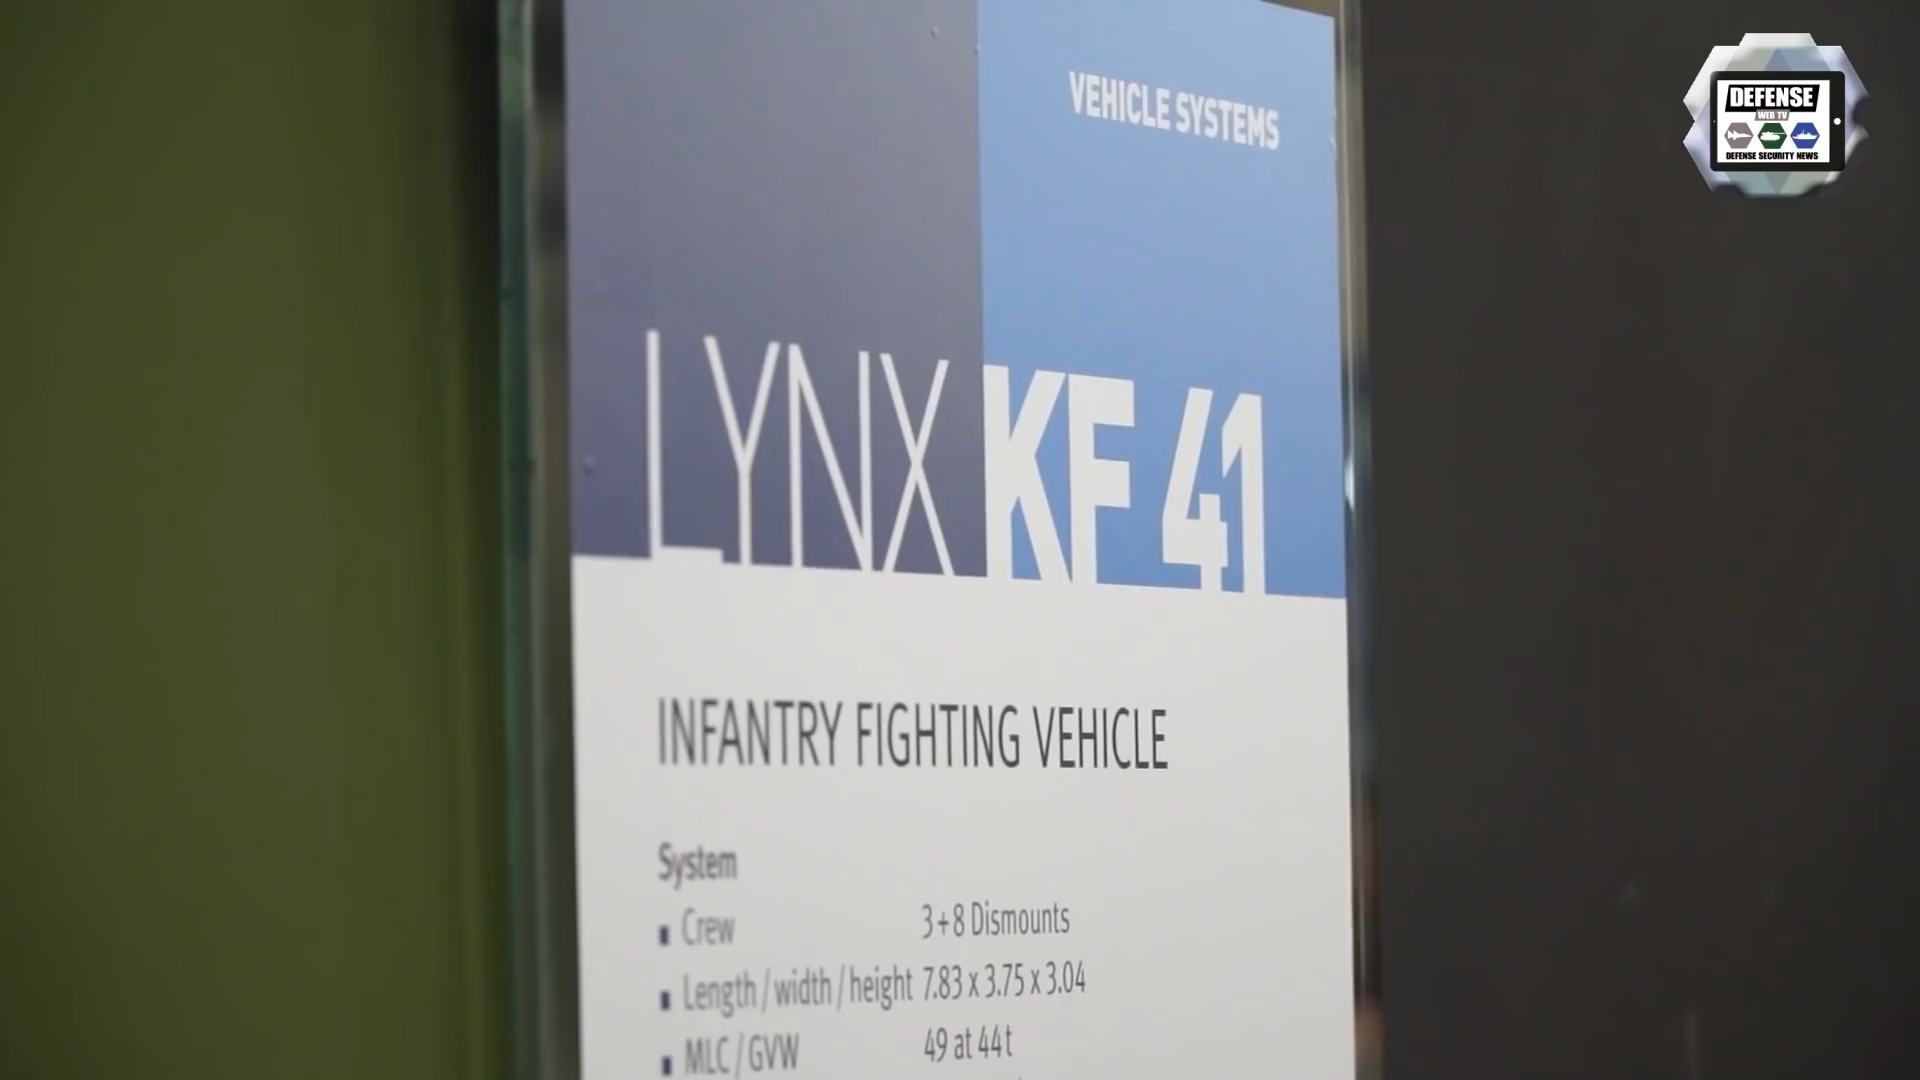 DEFENSE
WEB TV
DEFENSE SECURITY NEWS
VEHICLE SYSTEMS
LYNX KF 41
INFANTRY FIGHTING VEHICLE
System
▪ Crew 3+8 Dismounts
▪ Length / width / height 7.83 x 3.75 x 3.04
▪ MLC / GVW 49 at 44 t